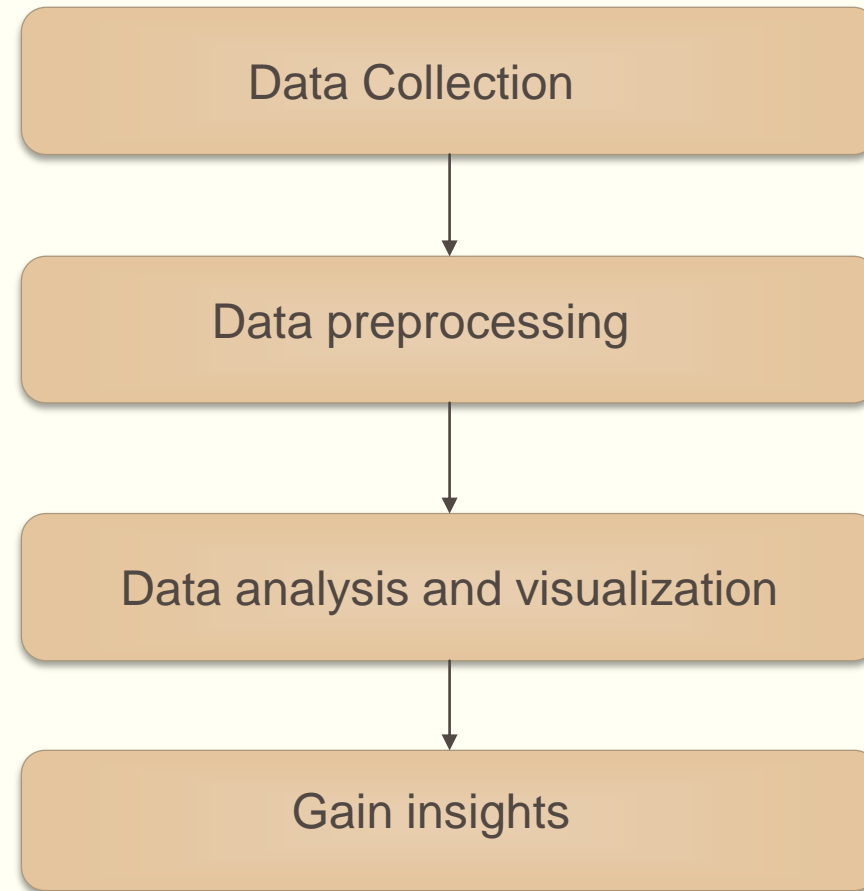 Data Collection
Data preprocessing
Data analysis and visualization
Gain insights